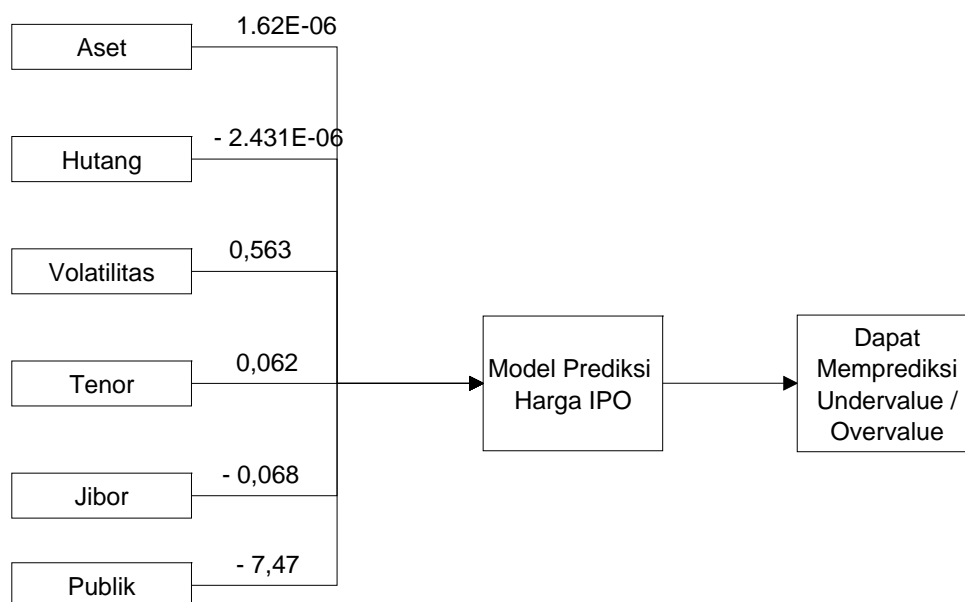 Aset
1.62E-06
Hutang
- 2.431E-06
Volatilitas
0,563
Tenor
0,062
Jibor
- 0,068
Publik
- 7,47
Model Prediksi
Harga IPO
Dapat
Memprediksi
Undervalue /
Overvalue